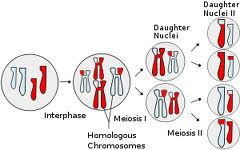 Daughter
Nuclei II
Daughter
Nuclei
Interphase
Meiosis I
Homologous
Chromosomes
Meiosis II